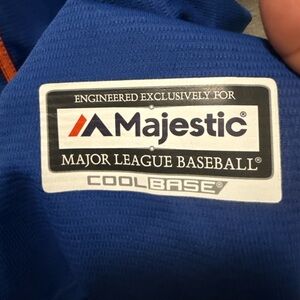 ENGINEERED EXCLUSIVELY FOR
Majestic®
MAJOR LEAGUE BASEBALL®
COOLBASE®